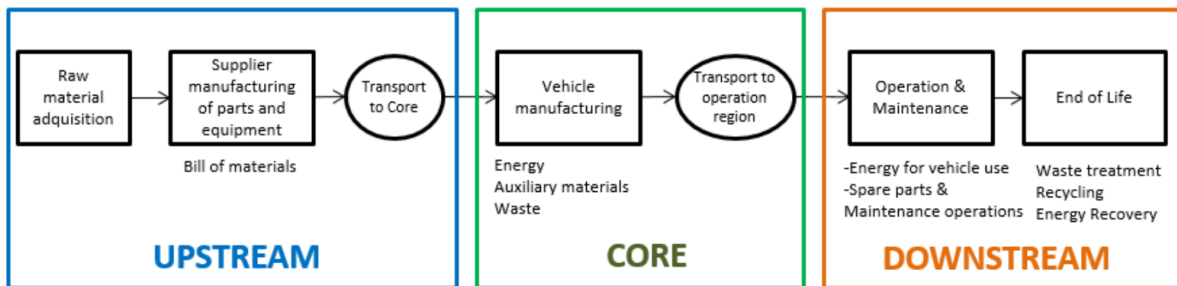 Raw
material
adquisition
Supplier
manufacturing
of parts and
equipment
Bill of materials
Transport
to Core
UPSTREAM
Vehicle
manufacturing
Energy
Auxiliary materials
Waste
Transport to
operation
region
CORE
Operation &
Maintenance
-Energy for vehicle use
-Spare parts &
Maintenance operations
End of Life
Waste treatment
Recycling
Energy Recovery
DOWNSTREAM